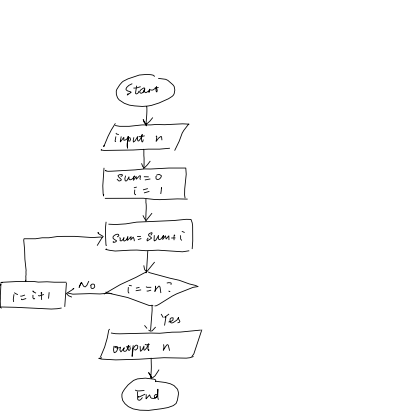 Start
input n
sum=0
i = 1
sum=sum+i
i==n?
No
i=i+1
Yes
output n
End